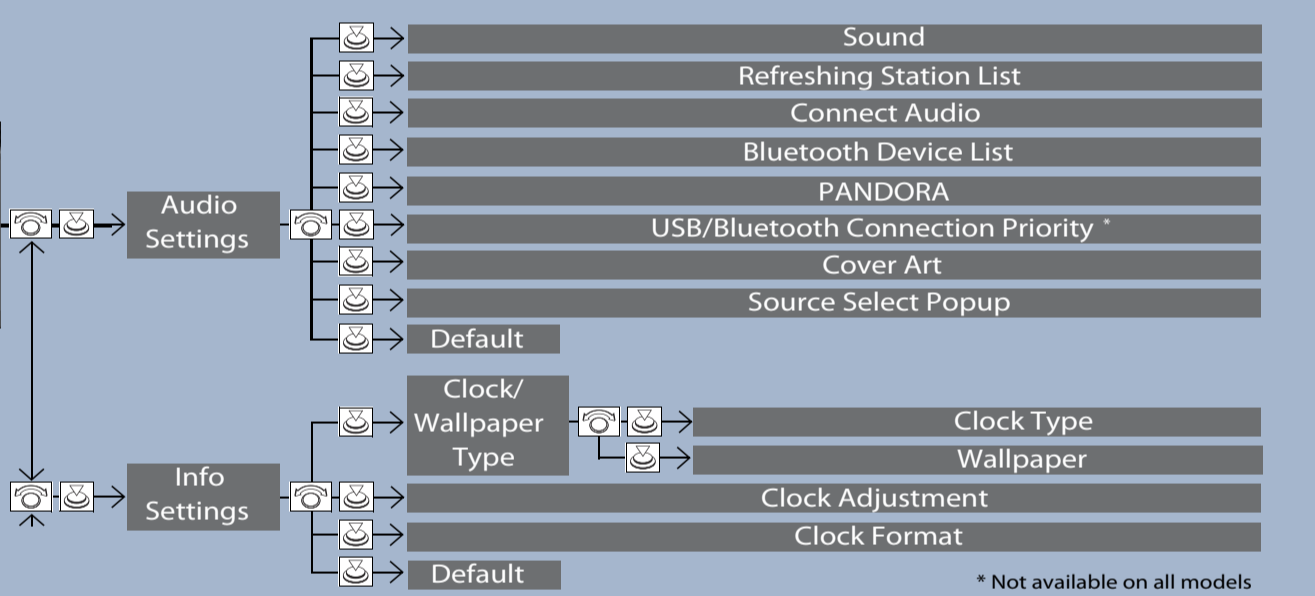 Sound
Refreshing Station List
Connect Audio
Bluetooth Device List
PANDORA
Audio
Settings
USB/Bluetooth Connection Priority *
Cover Art
Source Select Popup
Default
Clock/
Wallpaper
Type
Clock Type
Wallpaper
Info
Settings
Clock Adjustment
Clock Format
Default
* Not available on all models